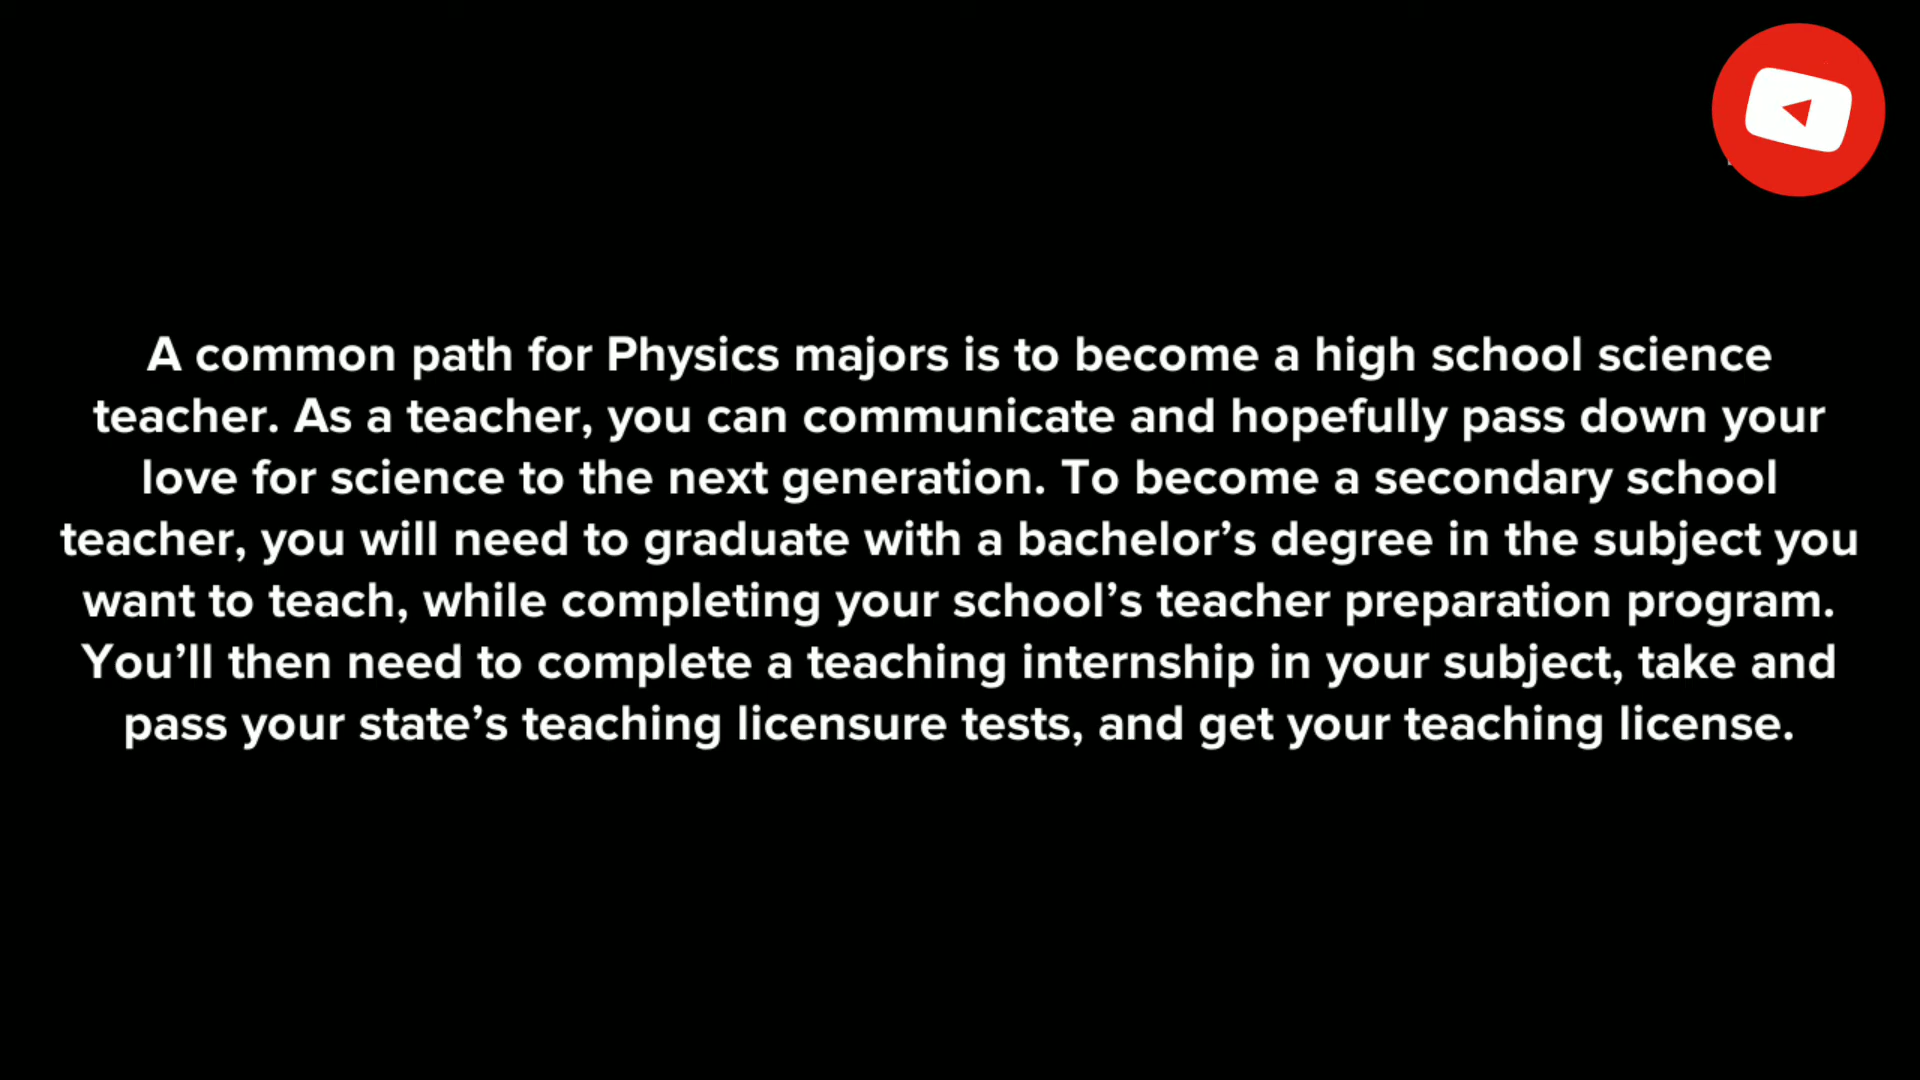 A common path for Physics majors is to become a high school science
teacher. As a teacher, you can communicate and hopefully pass down your
love for science to the next generation. To become a secondary school
teacher, you will need to graduate with a bachelor’s degree in the subject you
want to teach, while completing your school’s teacher preparation program.
You’ll then need to complete a teaching internship in your subject, take and
pass your state’s teaching licensure tests, and get your teaching license.